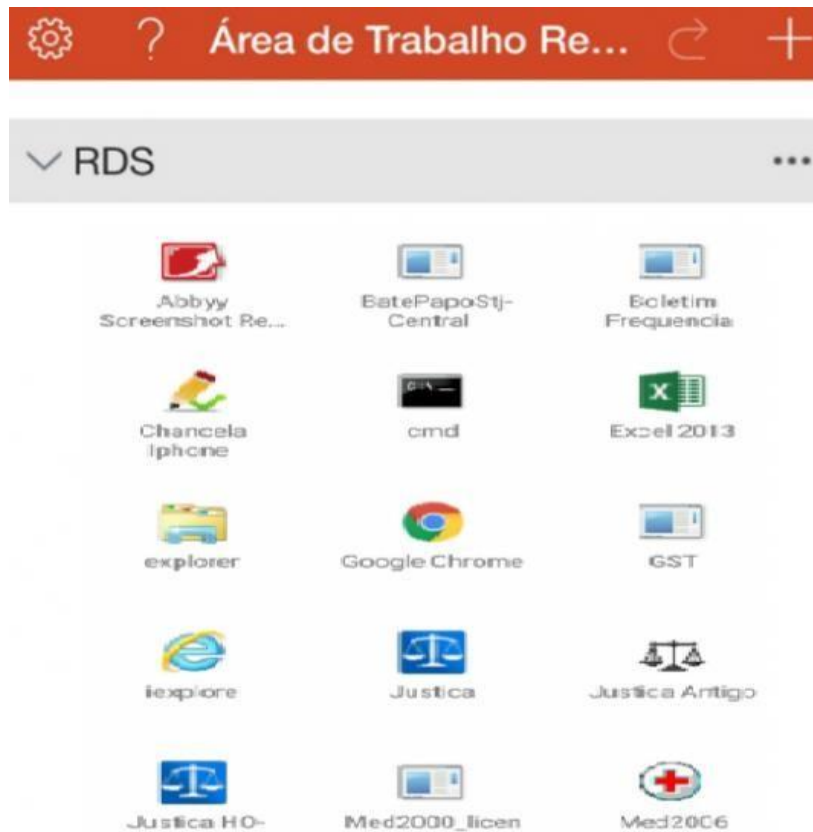 ? Área de Trabalho Re...
RDS
Abbyy
Screenshot Re...
BatePapoStj-
Central
Boletim
Frequencia
Chancela
Iphone
cmd
Excel 2013
explorer
Google Chrome
GST
iexplore
Justica
Justica Antigo
Justica HO-
Med2000_licen
Med2006